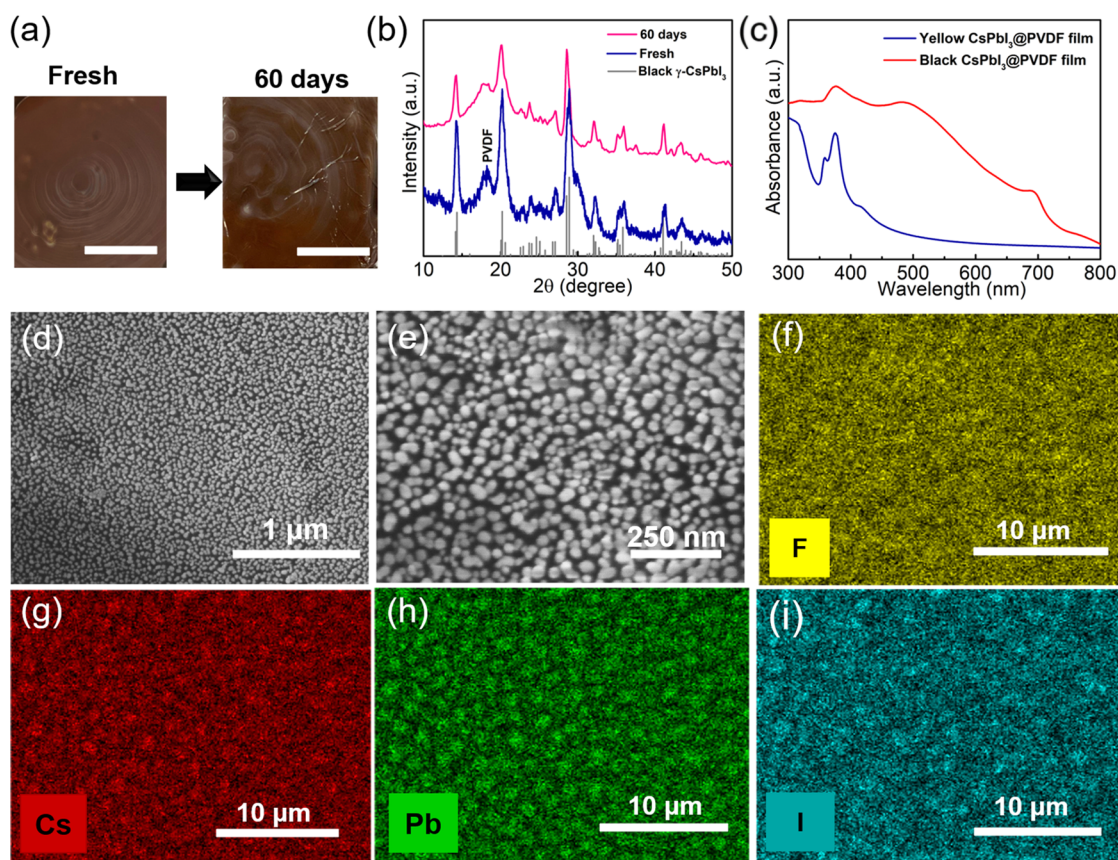 (a)
Fresh
60 days
(b)
60 days
Fresh
Black γ-CsPbI₃
PVDF
Intensity (a.u.)
10 20 30 40 50
2θ (degree)
(c)
Yellow CsPbI₃@PVDF film
Black CsPbI₃@PVDF film
Absorbance (a.u.)
300 400 500 600 700 800
Wavelength (nm)
(d)
1 µm
(e)
250 nm
(f)
F
10 µm
(g)
Cs
10 µm
(h)
Pb
10 µm
(i)
I
10 µm